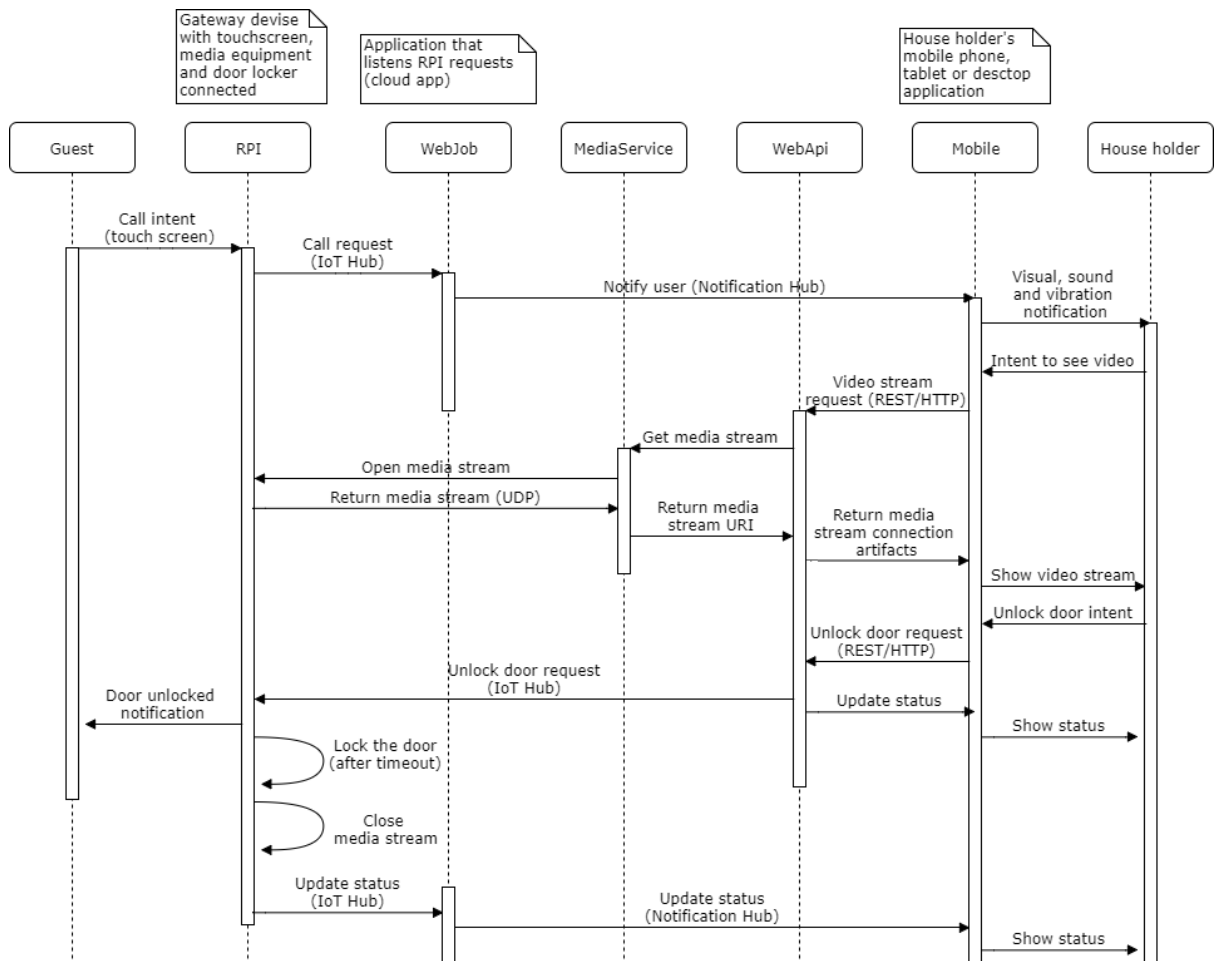 Gateway devise
with touchscreen,
media equipment
and door locker
connected
Application that
listens RPI requests
(cloud app)
House holder's
mobile phone,
tablet or desctop
application
Guest
RPI
WebJob
MediaService
WebApi
Mobile
House holder
Call intent
(touch screen)
Call request
(IoT Hub)
Notify user (Notification Hub)
Visual, sound
and vibration
notification
Intent to see video
Video stream
request (REST/HTTP)
Get media stream
Open media stream
Return media stream (UDP)
Return media
stream URI
Return media
stream connection
artifacts
Show video stream
Unlock door intent
Unlock door request
(REST/HTTP)
Unlock door request
(IoT Hub)
Door unlocked
notification
Update status
Show status
Lock the door
(after timeout)
Close
media stream
Update status
(IoT Hub)
Update status
(Notification Hub)
Show status